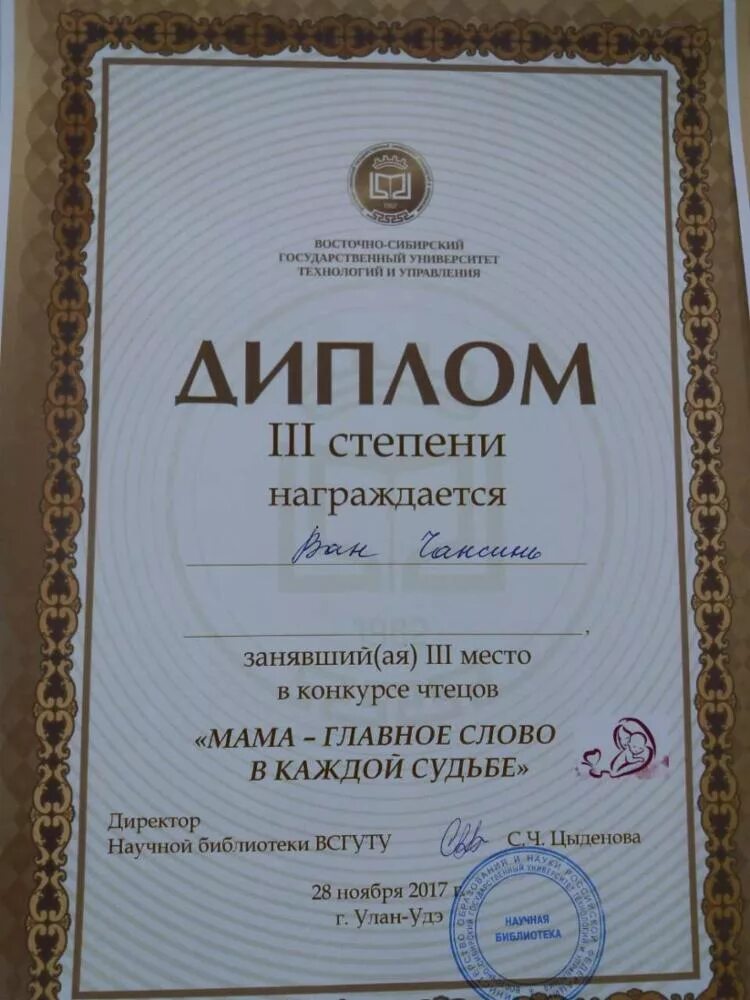 ВОСТОЧНО-СИБИРСКИЙ
ГОСУДАРСТВЕННЫЙ УНИВЕРСИТЕТ
ТЕХНОЛОГИЙ И УПРАВЛЕНИЯ
ДИПЛОМ
III степени
награждается
Ван Чансинь
,
занявший(ая) III место
в конкурсе чтецов
«МАМА – ГЛАВНОЕ СЛОВО
В КАЖДОЙ СУДЬБЕ»
Директор
Научной библиотеки ВСГУТУ С.Ч. Цыденова
28 ноября 2017 г.
г. Улан-Удэ
НАУЧНАЯ
БИБЛИОТЕКА